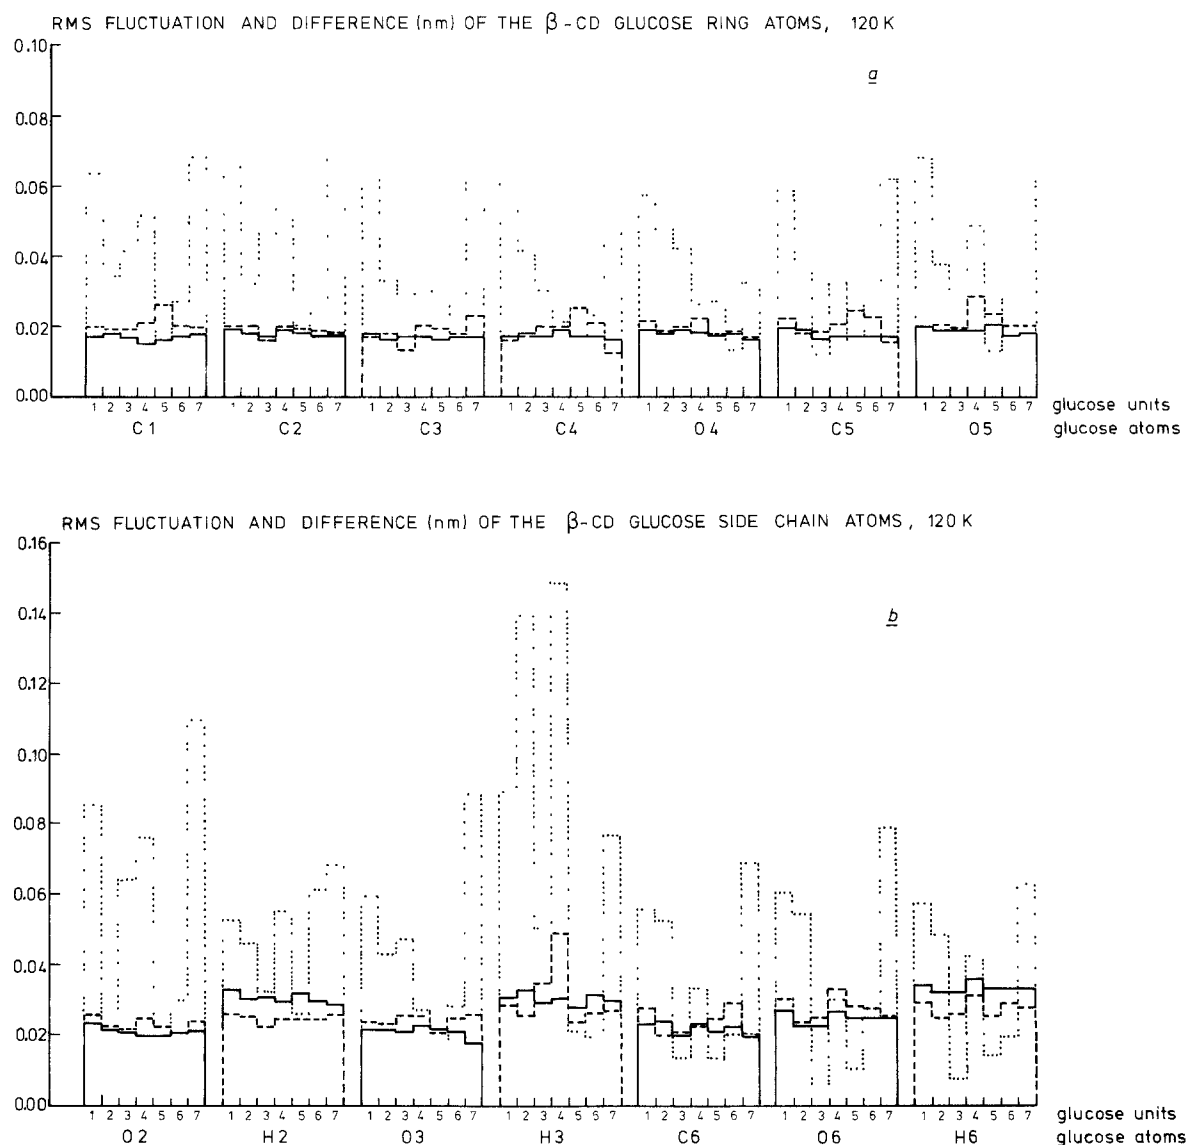 RMS FLUCTUATION AND DIFFERENCE (nm) OF THE β-CD GLUCOSE RING ATOMS, 120 K
0.10
a
0.08
0.06
0.04
0.02
0.00
1 2 3 4 5 6 7 1 2 3 4 5 6 7 1 2 3 4 5 6 7 1 2 3 4 5 6 7 1 2 3 4 5 6 7 1 2 3 4 5 6 7 1 2 3 4 5 6 7 glucose units
C1 C2 C3 C4 O4 C5 O5 glucose atoms
RMS FLUCTUATION AND DIFFERENCE (nm) OF THE β-CD GLUCOSE SIDE CHAIN ATOMS, 120 K
0.16
0.14
b
0.12
0.10
0.08
0.06
0.04
0.02
0.00
1 2 3 4 5 6 7 1 2 3 4 5 6 7 1 2 3 4 5 6 7 1 2 3 4 5 6 7 1 2 3 4 5 6 7 1 2 3 4 5 6 7 1 2 3 4 5 6 7 glucose units
O2 H2 O3 H3 C6 O6 H6 glucose atoms